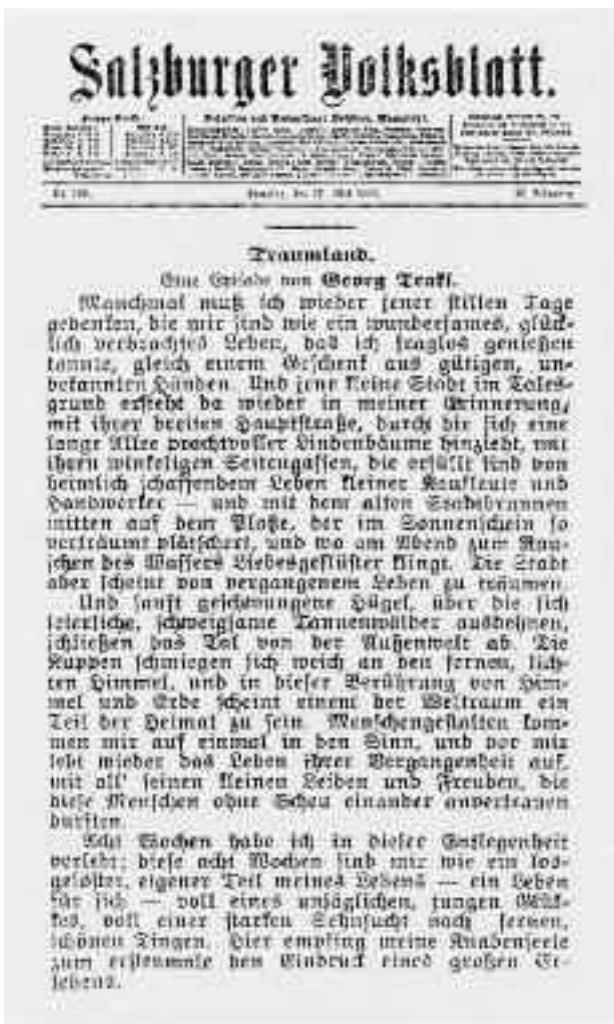 Salzburger Volksblatt.
Traumland.
Eine Episode von Georg Trakl.
Manchmal muß ich wieder jener stillen Tage
gedenken, die mir sind wie ein wundersames, glück-
lich verbrachtes Leben, das ich fraglos genießen
konnte, gleich einem Geschenk aus gütigen, un-
bekannten Händen. Und jene kleine Stadt im Tales-
grund ersteht da wieder in meiner Erinnerung,
mit ihrer breiten Hauptstraße, durch die sich eine
lange Allee prachtvoller Lindenbäume hinzieht, mit
ihren winkeligen Seitengassen, die erfüllt sind von
heimlich schaffendem Leben kleiner Kaufleute und
Handwerker — und mit dem alten Stadtbrunnen
mitten auf dem Platze, der im Sonnenschein so
verträumt plätschert, und wo am Abend zum Rau-
schen des Wassers Liebesgeflüster klingt. Die Stadt
aber scheint von vergangenem Leben zu träumen.
Und sanft geschwungene Hügel, über die sich
feierliche, schweigsame Tannenwälder ausdehnen,
schließen das Tal von der Außenwelt ab. Die
Kuppen schmiegen sich weich an den fernen, lich-
ten Himmel, und in dieser Berührung von Him-
mel und Erde scheint einem der Weltraum ein
Teil der Heimat zu sein. Menschengestalten kom-
men mir auf einmal in den Sinn, und vor mir
lebt wieder das Leben ihrer Vergangenheit auf,
mit all' seinen kleinen Leiden und Freuden, die
diese Menschen ohne Scheu einander anvertrauen
durften.
Acht Wochen habe ich in dieser Entlegenheit
verlebt; diese acht Wochen sind mir wie ein los-
gelöster, eigener Teil meines Lebens — ein Leben
für sich — voll eines unsäglichen, jungen Glük-
kes, voll einer starken Sehnsucht nach fernen,
schönen Dingen. Hier empfing meine Knabenseele
zum erstenmale den Eindruck eines großen Er-
lebens.